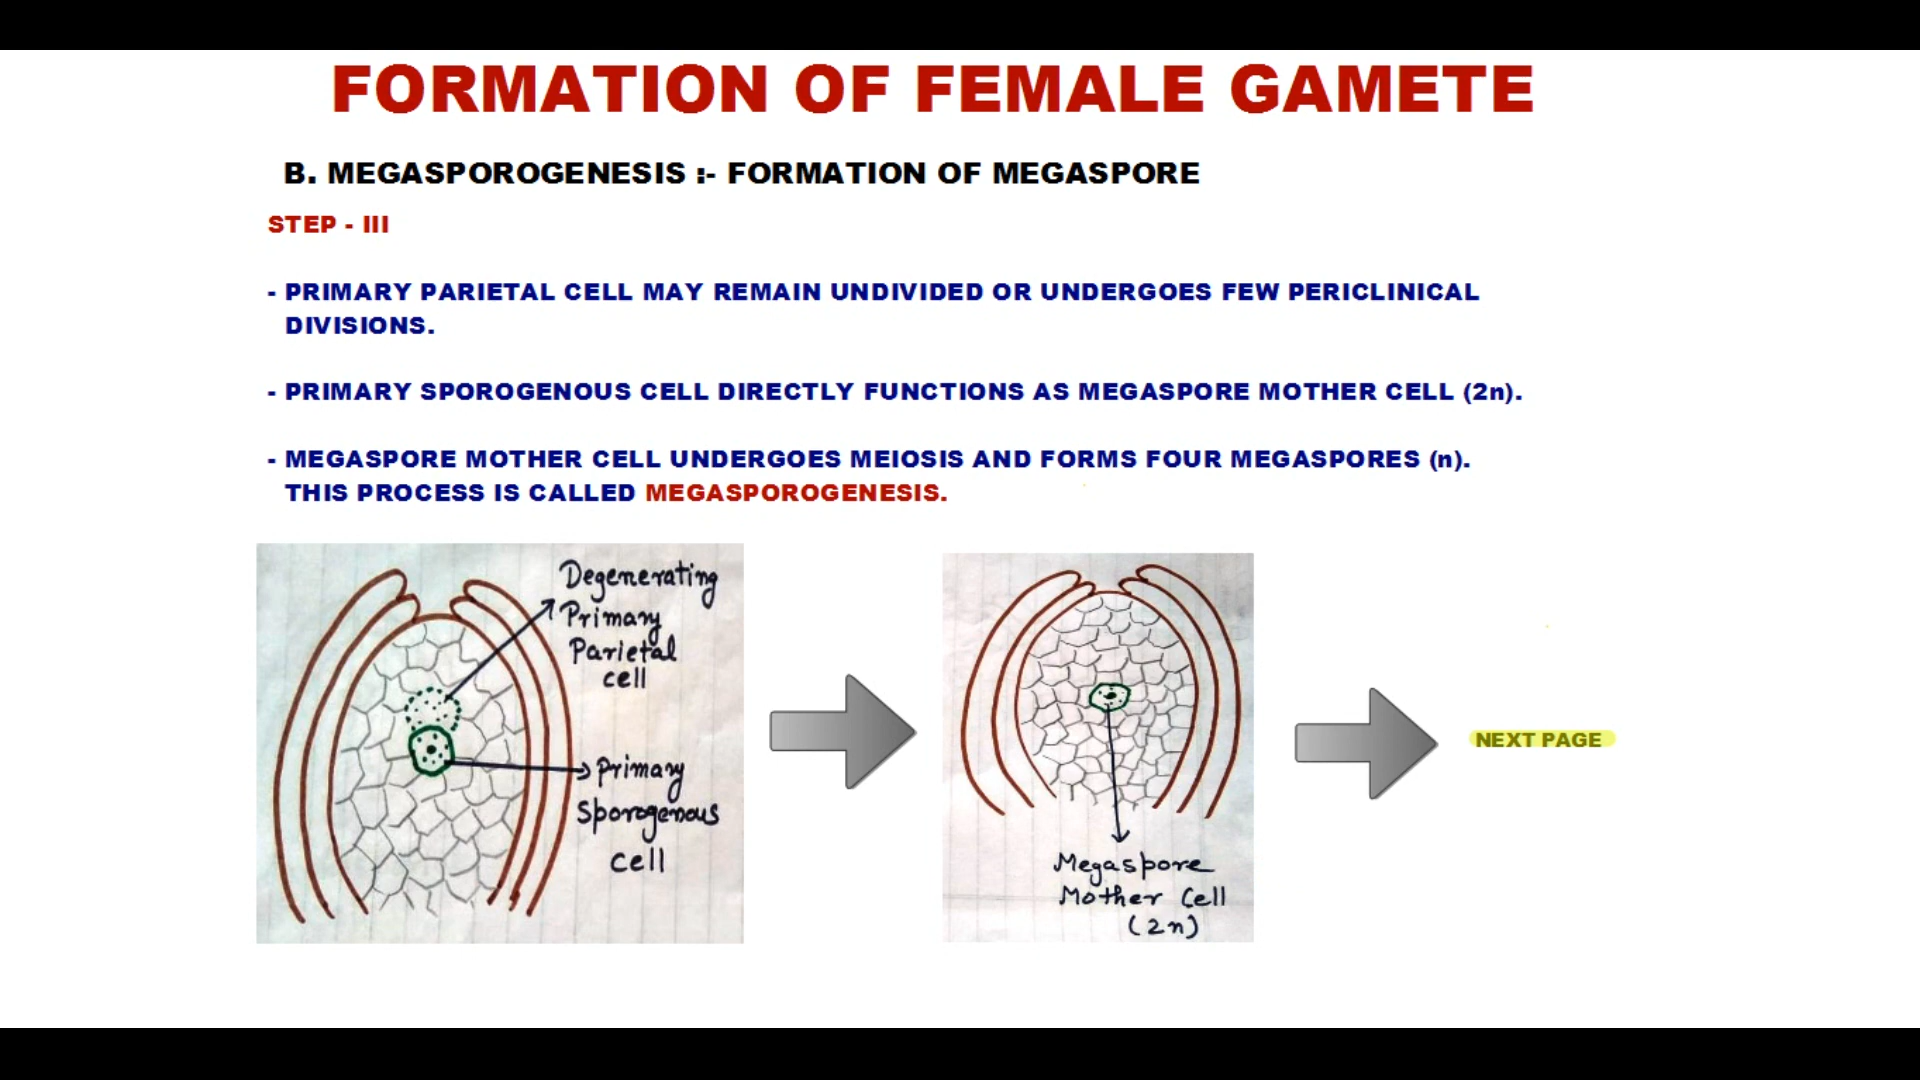 FORMATION OF FEMALE GAMETE
B. MEGASPOROGENESIS :- FORMATION OF MEGASPORE
STEP - III
- PRIMARY PARIETAL CELL MAY REMAIN UNDIVIDED OR UNDERGOES FEW PERICLINICAL
DIVISIONS.
- PRIMARY SPOROGENOUS CELL DIRECTLY FUNCTIONS AS MEGASPORE MOTHER CELL (2n).
- MEGASPORE MOTHER CELL UNDERGOES MEIOSIS AND FORMS FOUR MEGASPORES (n).
THIS PROCESS IS CALLED MEGASPOROGENESIS.
Degenerating
Primary
Parietal
cell
Primary
Sporogenous
cell
Megaspore
Mother Cell
(2n)
NEXT PAGE